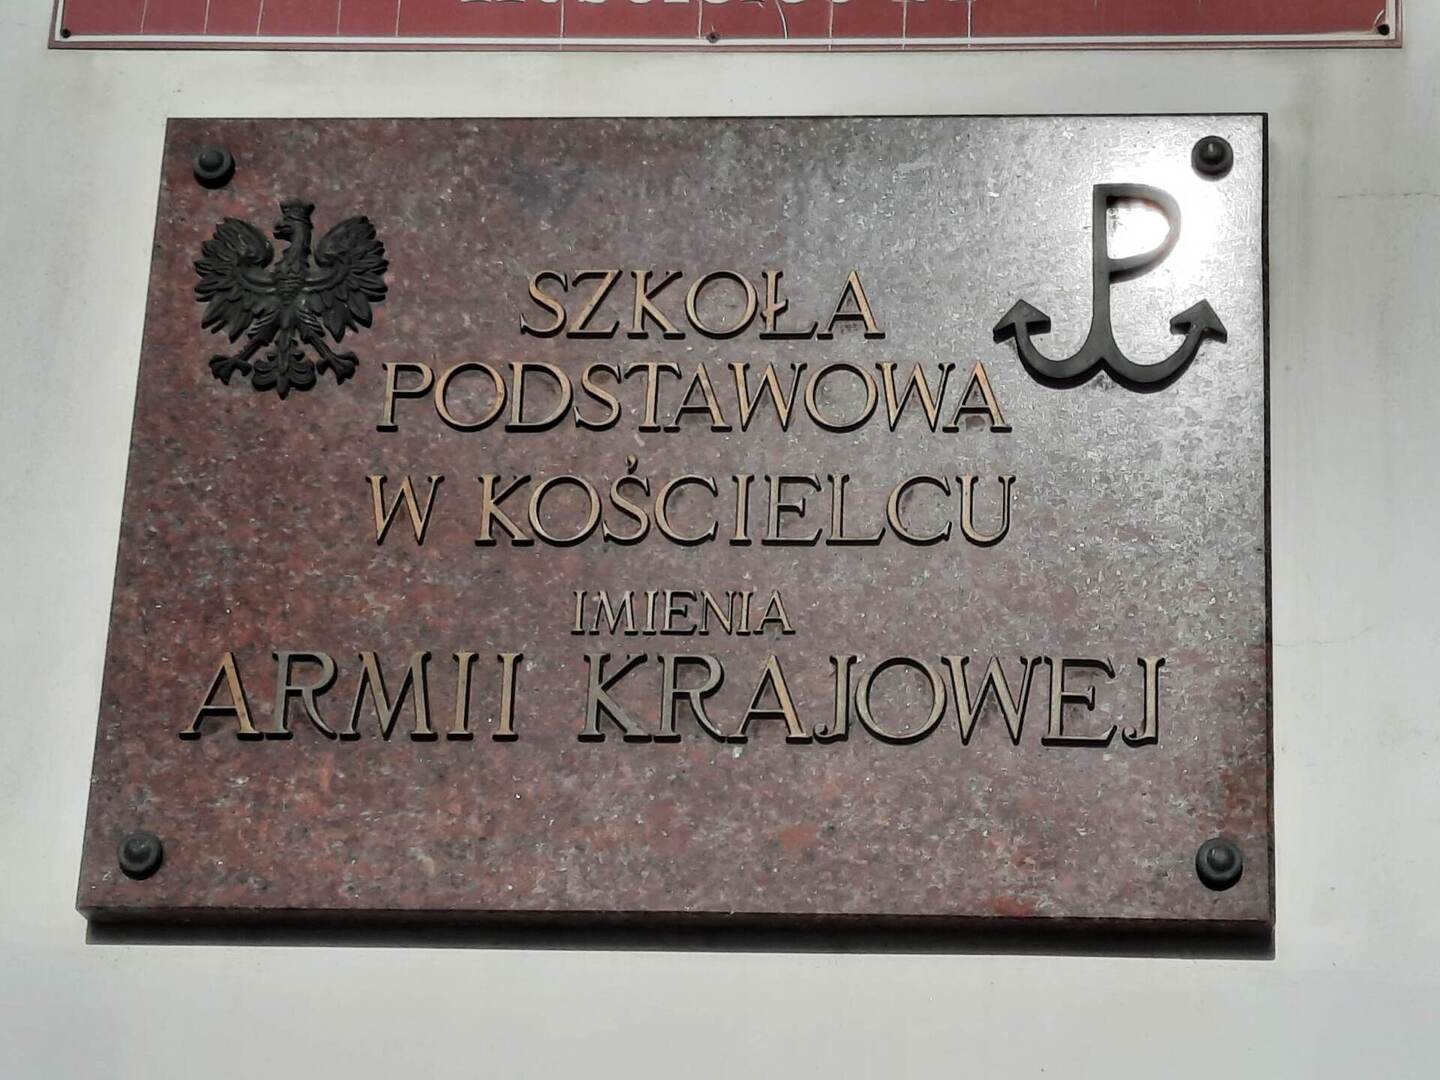 SZKOŁA
PODSTAWOWA
W KOŚCIELCU
IMIENIA
ARMII KRAJOWEJ